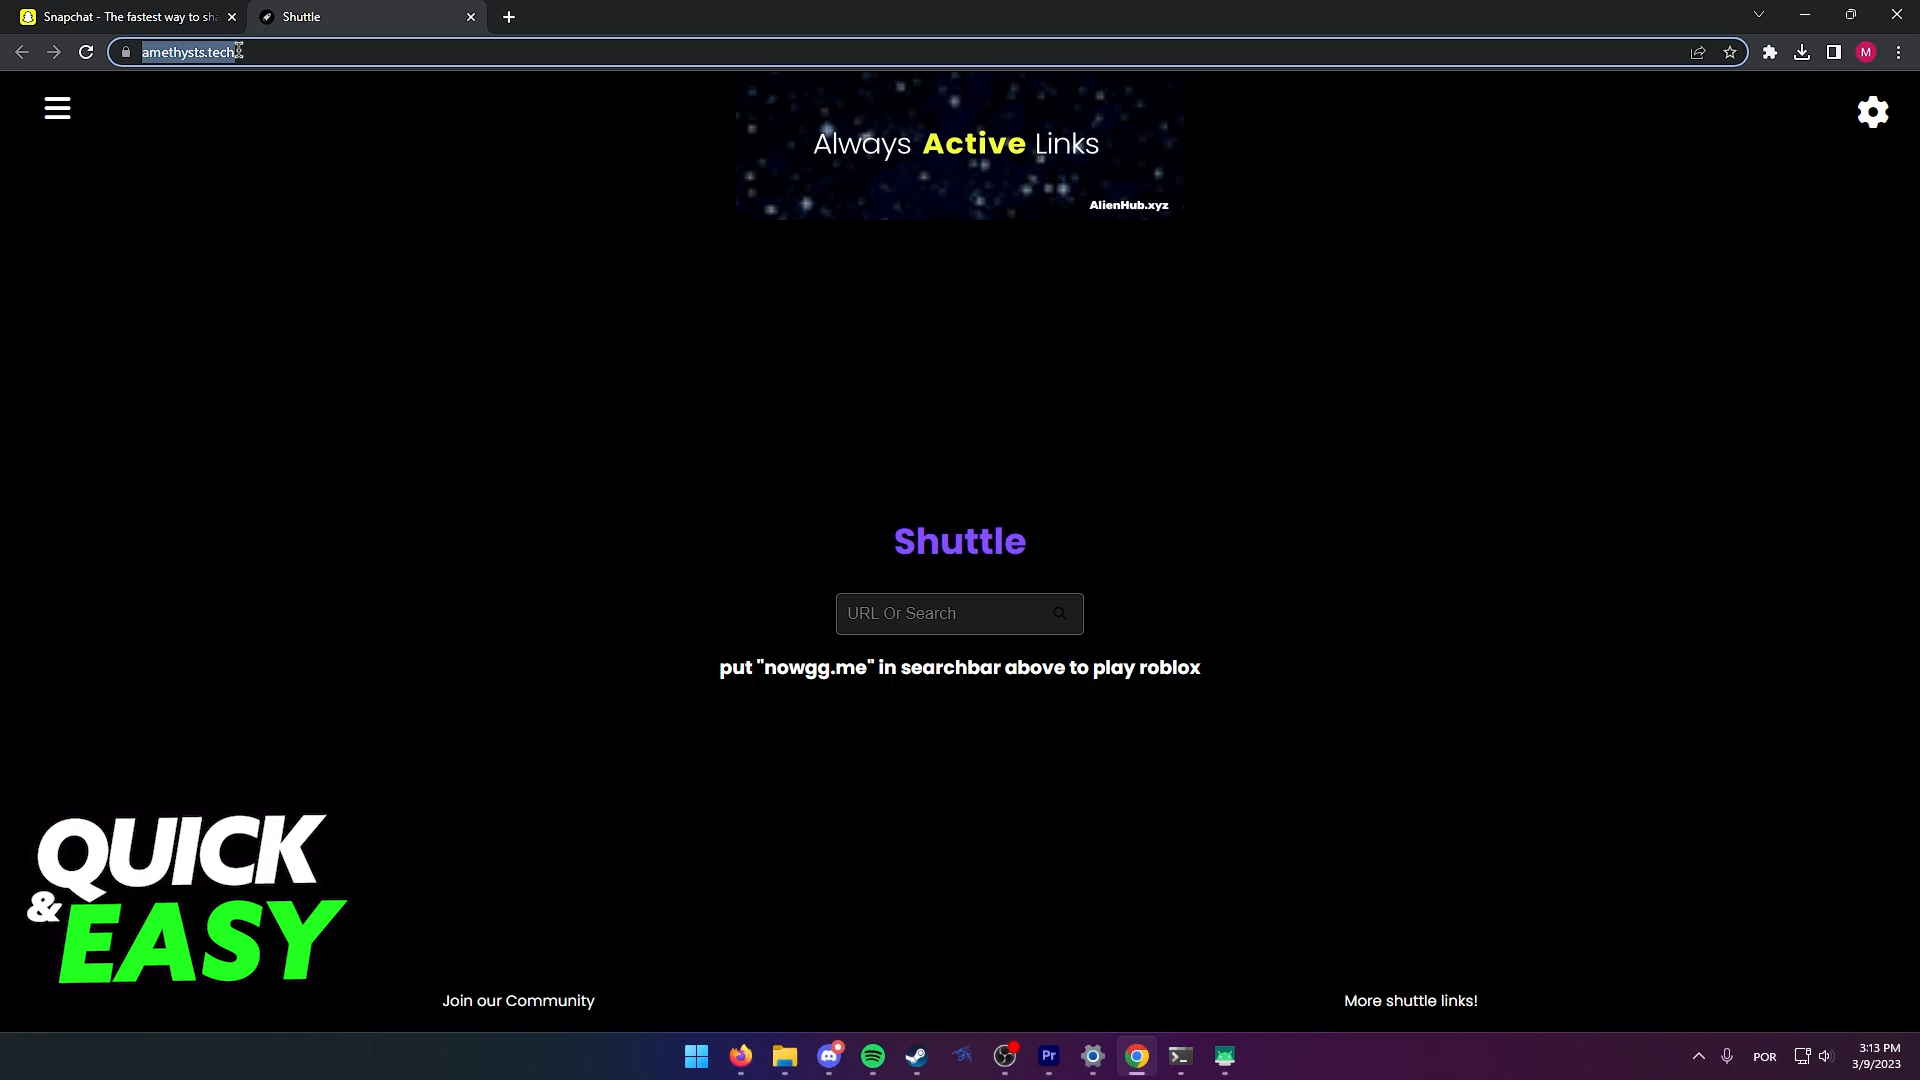 Snapchat - The fastest way to sha
Shuttle
amethysts.tech
M
Always Active Links
AlienHub.xyz
Shuttle
URL Or Search
put "nowgg.me" in searchbar above to play roblox
QUICK
&EASY
Join our Community
More shuttle links!
Pr
POR
3:13 PM
3/9/2023